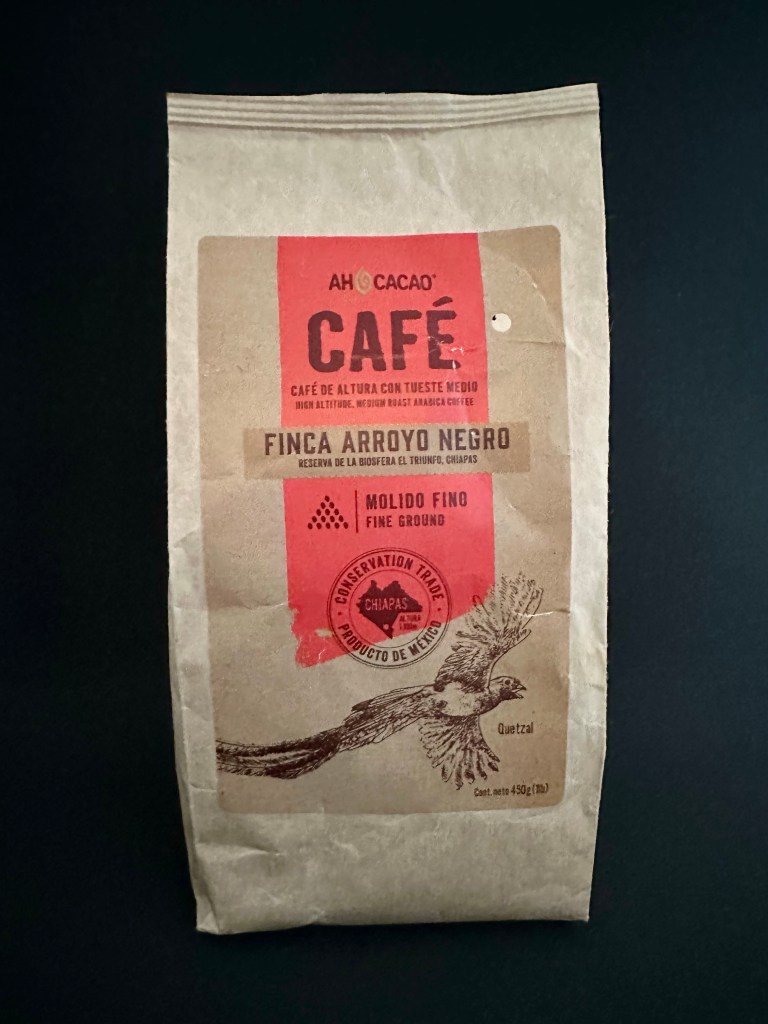 AH CACAO®
CAFÉ
CAFÉ DE ALTURA CON TUESTE MEDIO
HIGH ALTITUDE, MEDIUM ROAST ARABICA COFFEE
FINCA ARROYO NEGRO
RESERVA DE LA BIOSFERA EL TRIUNFO, CHIAPAS
MOLIDO FINO
FINE GROUND
CONSERVATION TRADE
CHIAPAS
ALTURA
PRODUCTO DE MÉXICO
Quetzal
Cont. neto 450g (1lb)